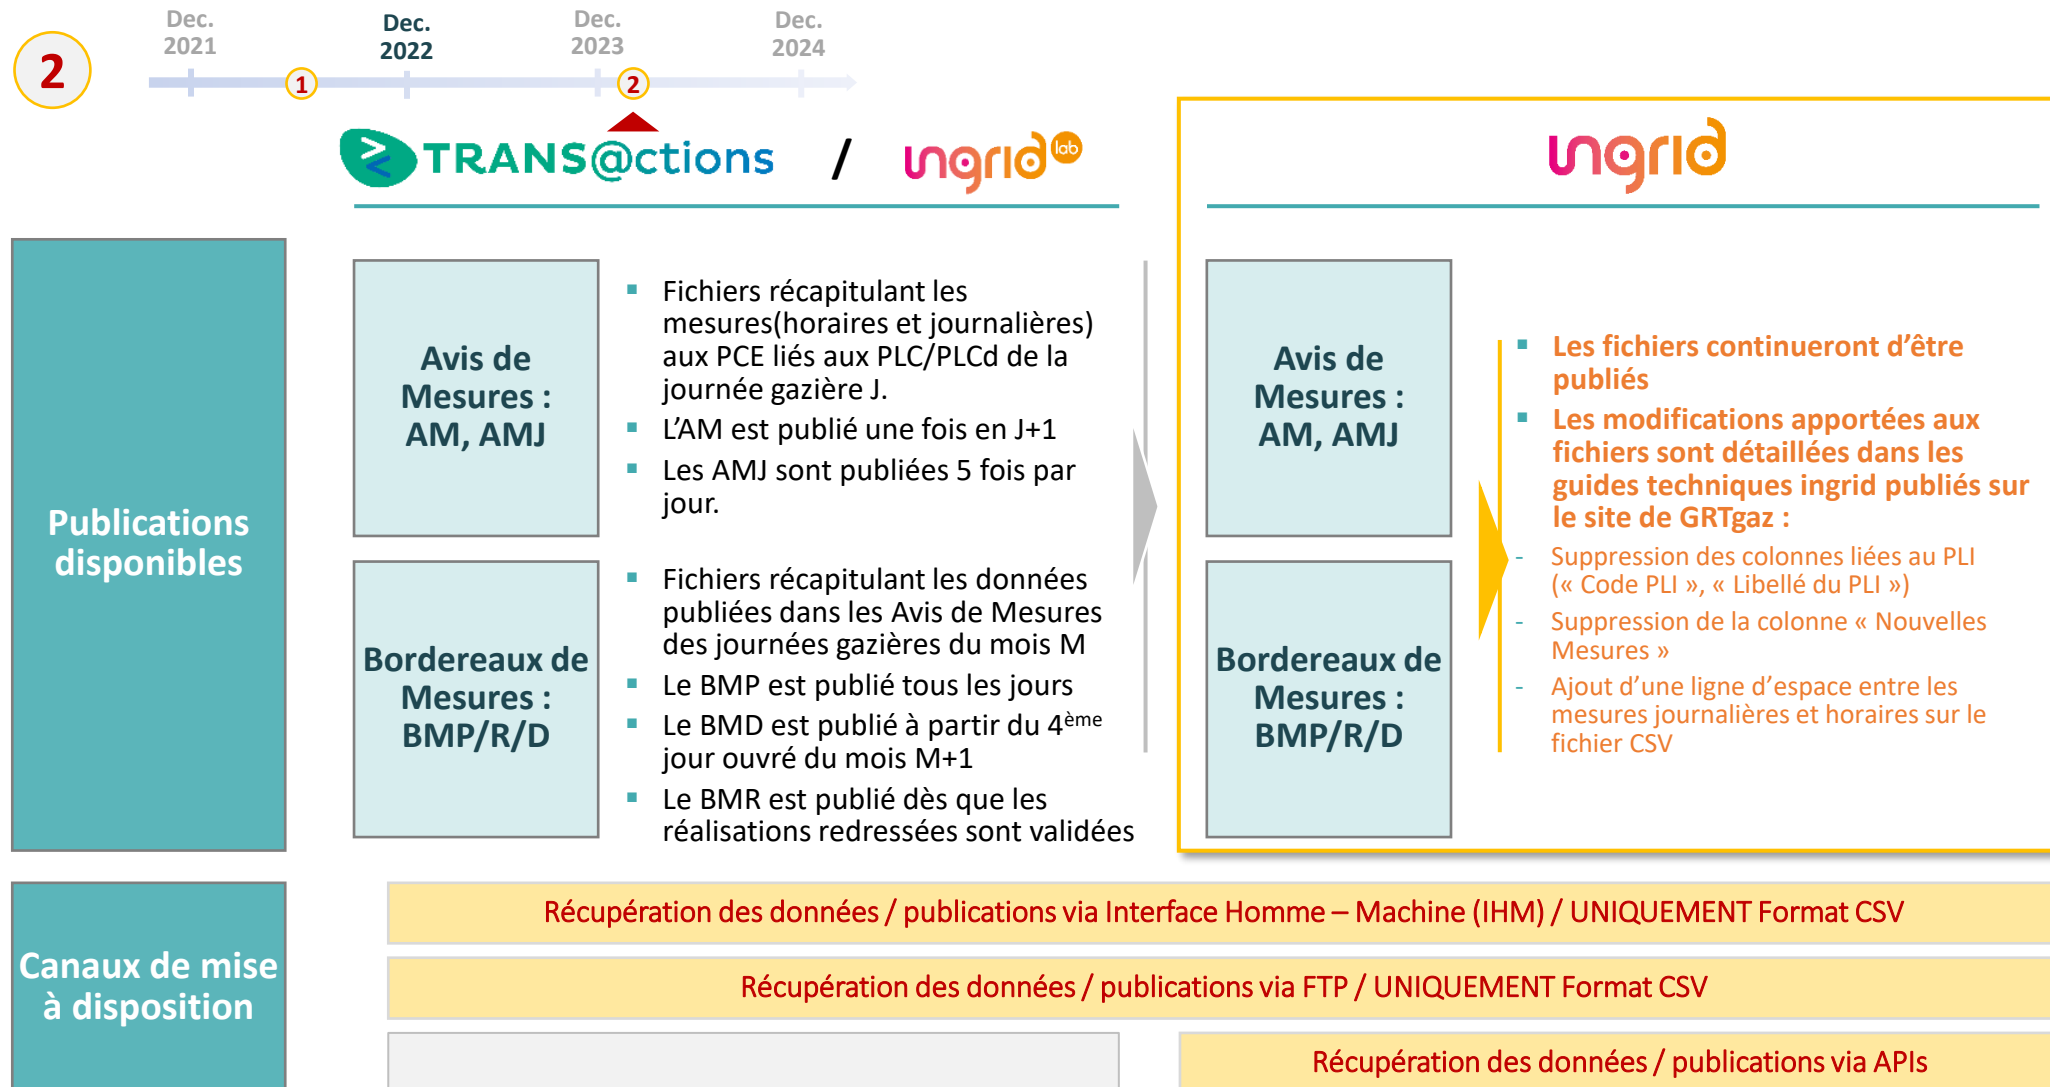 2
Dec.
2021
Dec.
2022
Dec.
2023
Dec.
2024
1
2
TRANS@ctions / ingrid lab
ingrid
Publications
disponibles
Avis de
Mesures :
AM, AMJ
▪ Fichiers récapitulant les
mesures(horaires et journalières)
aux PCE liés aux PLC/PLCd de la
journée gazière J.
▪ L’AM est publié une fois en J+1
▪ Les AMJ sont publiées 5 fois par
jour.
Bordereaux de
Mesures :
BMP/R/D
▪ Fichiers récapitulant les données
publiées dans les Avis de Mesures
des journées gazières du mois M
▪ Le BMP est publié tous les jours
▪ Le BMD est publié à partir du 4ème
jour ouvré du mois M+1
▪ Le BMR est publié dès que les
réalisations redressées sont validées
Avis de
Mesures :
AM, AMJ
Bordereaux de
Mesures :
BMP/R/D
▪ Les fichiers continueront d’être
publiés
▪ Les modifications apportées aux
fichiers sont détaillées dans les
guides techniques ingrid publiés sur
le site de GRTgaz :
- Suppression des colonnes liées au PLI
(« Code PLI », « Libellé du PLI »)
- Suppression de la colonne « Nouvelles
Mesures »
- Ajout d’une ligne d’espace entre les
mesures journalières et horaires sur le
fichier CSV
Canaux de mise
à disposition
Récupération des données / publications via Interface Homme – Machine (IHM) / UNIQUEMENT Format CSV
Récupération des données / publications via FTP / UNIQUEMENT Format CSV
Récupération des données / publications via APIs